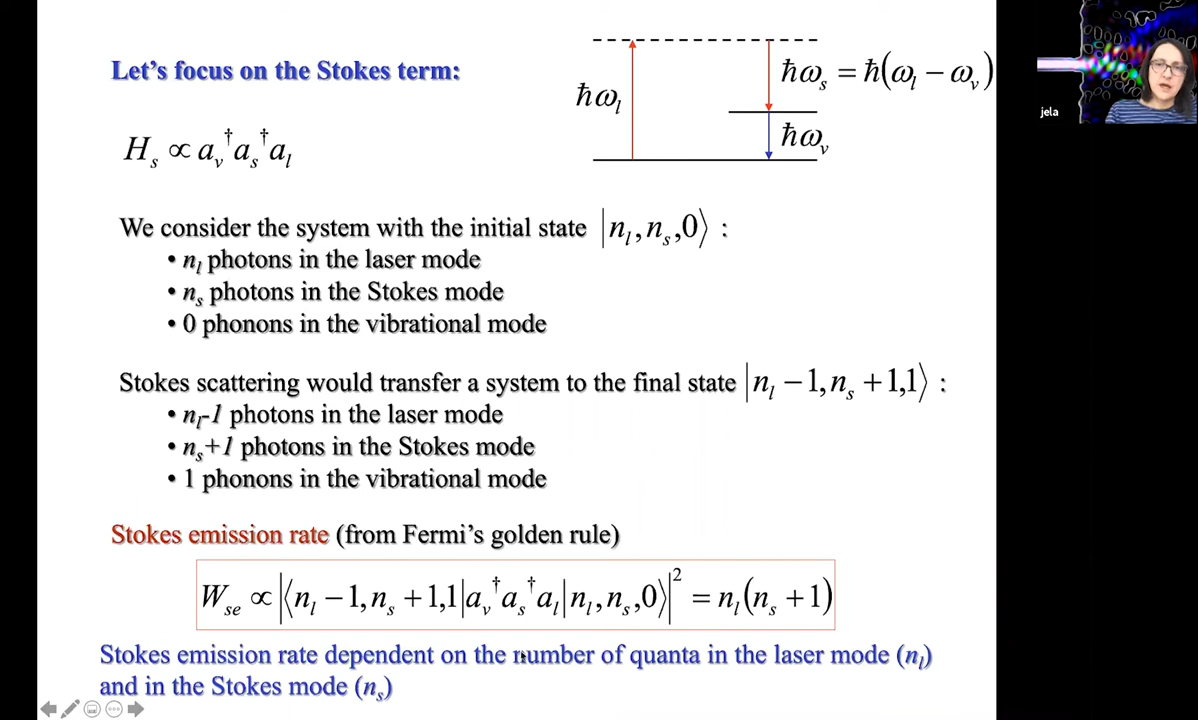 Let's focus on the Stokes term:
ħω_l
ħω_s = ħ(ω_l − ω_v)
ħω_v
jela
H_s ∝ a_v†a_s†a_l
We consider the system with the initial state |n_l, n_s, 0⟩ :
• n_l photons in the laser mode
• n_s photons in the Stokes mode
• 0 phonons in the vibrational mode
Stokes scattering would transfer a system to the final state |n_l − 1, n_s + 1,1⟩ :
• n_l-1 photons in the laser mode
• n_s+1 photons in the Stokes mode
• 1 phonons in the vibrational mode
Stokes emission rate (from Fermi's golden rule)
W_se ∝ |⟨n_l − 1, n_s + 1,1|a_v†a_s†a_l|n_l, n_s, 0⟩|² = n_l(n_s + 1)
Stokes emission rate dependent on the number of quanta in the laser mode (n_l)
and in the Stokes mode (n_s)